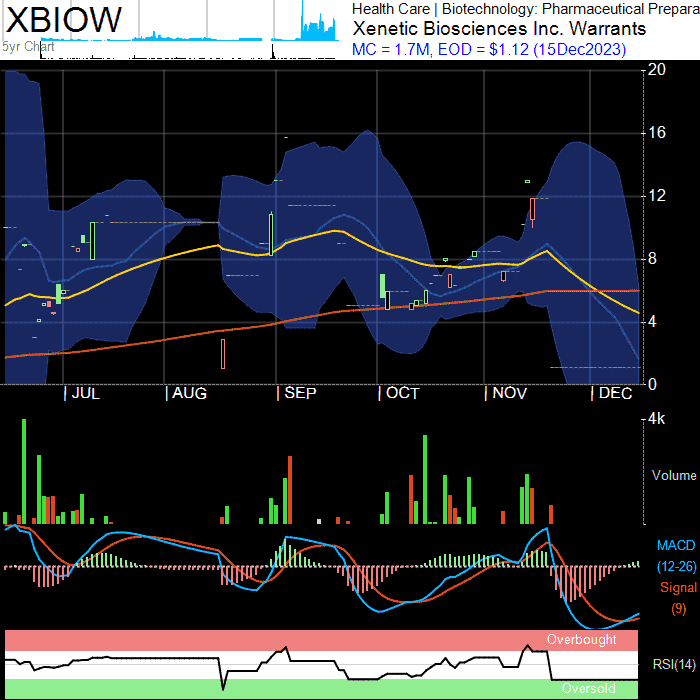 XBIOW
5yr Chart
Health Care | Biotechnology: Pharmaceutical Prepara
Xenetic Biosciences Inc. Warrants
MC = 1.7M, EOD = $1.12 (15Dec2023)
20
16
12
8
4
0
| JUL | AUG | SEP | OCT | NOV | DEC
4k
Volume
MACD
(12-26)
Signal
(9)
Overbought
RSI(14)
Oversold